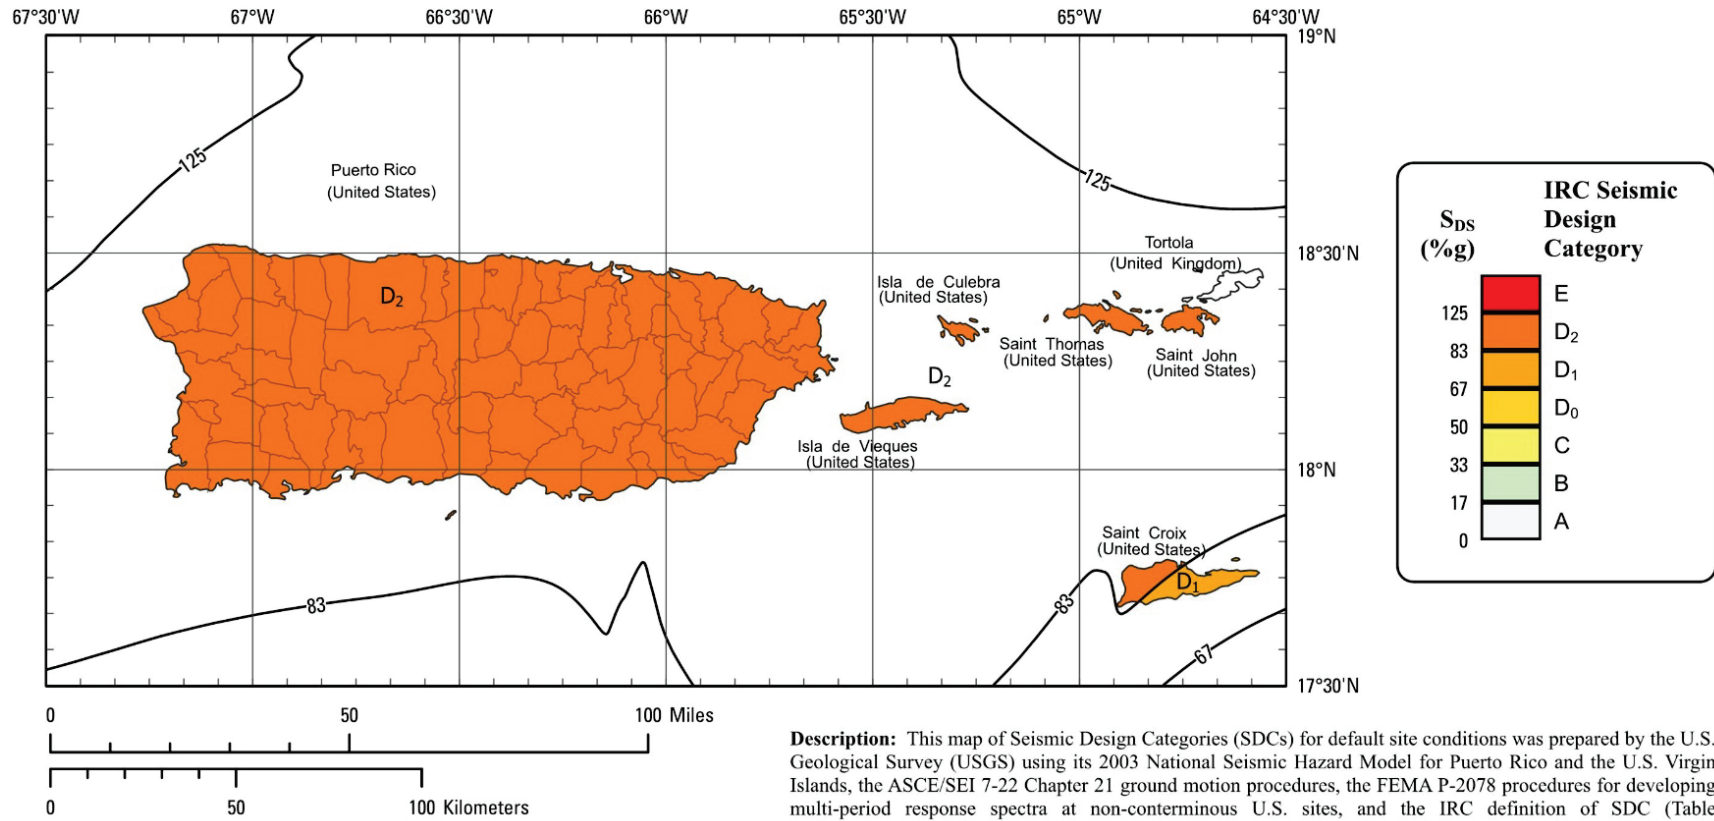 67°30'W 67°W 66°30'W 66°W 65°30'W 65°W 64°30'W
19°N
125
Puerto Rico
(United States)
125
IRC Seismic
Design
Category
SDS
(%g)
18°30'N
Tortola
(United Kingdom)
Isla de Culebra
(United States)
D2
E
125
D2
83
D1
67
D0
50
C
33
B
17
A
0
Saint Thomas
(United States)
Saint John
(United States)
D2
Isla de Vieques
(United States)
18°N
Saint Croix
(United States)
D1
83
83
67
17°30'N
0 50 100 Miles
0 50 100 Kilometers
Description: This map of Seismic Design Categories (SDCs) for default site conditions was prepared by the U.S.
Geological Survey (USGS) using its 2003 National Seismic Hazard Model for Puerto Rico and the U.S. Virgin
Islands, the ASCE/SEI 7-22 Chapter 21 ground motion procedures, the FEMA P-2078 procedures for developing
multi-period response spectra at non-conterminous U.S. sites, and the IRC definition of SDC (Table